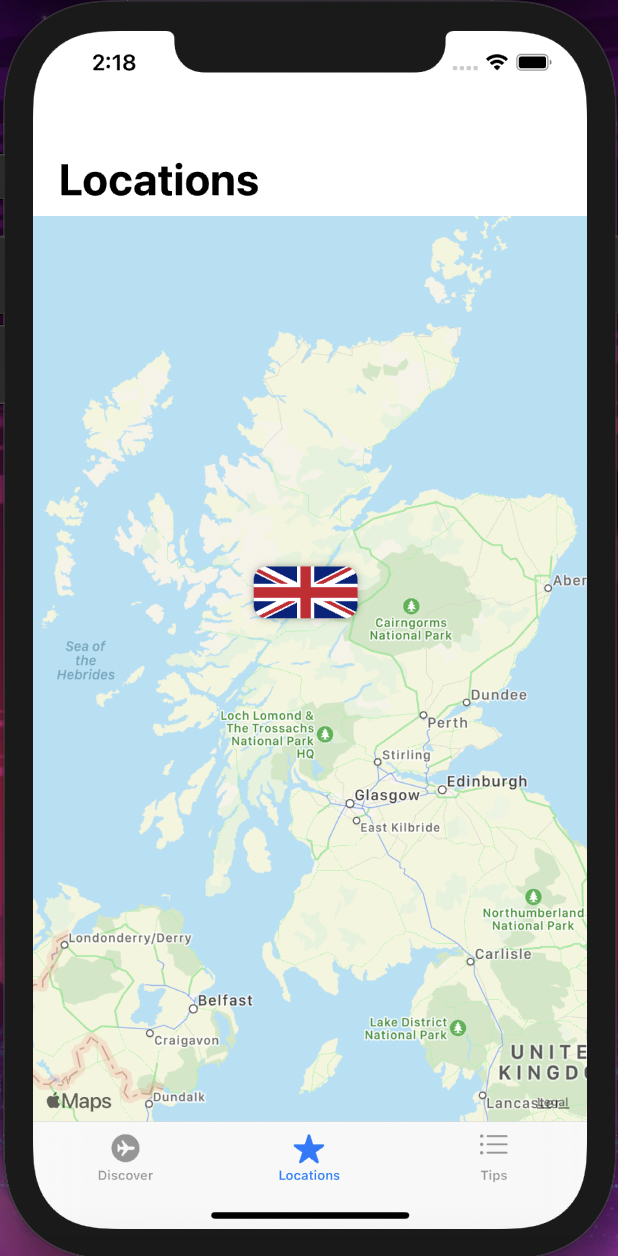 2:18
Locations
Aber
Cairngorms
National Park
Sea of
the
Hebrides
Dundee
Loch Lomond &
The Trossachs
National Park
HQ
Perth
Stirling
Edinburgh
Glasgow
East Kilbride
Northumberland
National Park
Londonderry/Derry
Carlisle
Belfast
Lake District
National Park
Craigavon
UNITE
KINGD
Maps
Dundalk
Lancaster
Legal
Discover
Locations
Tips